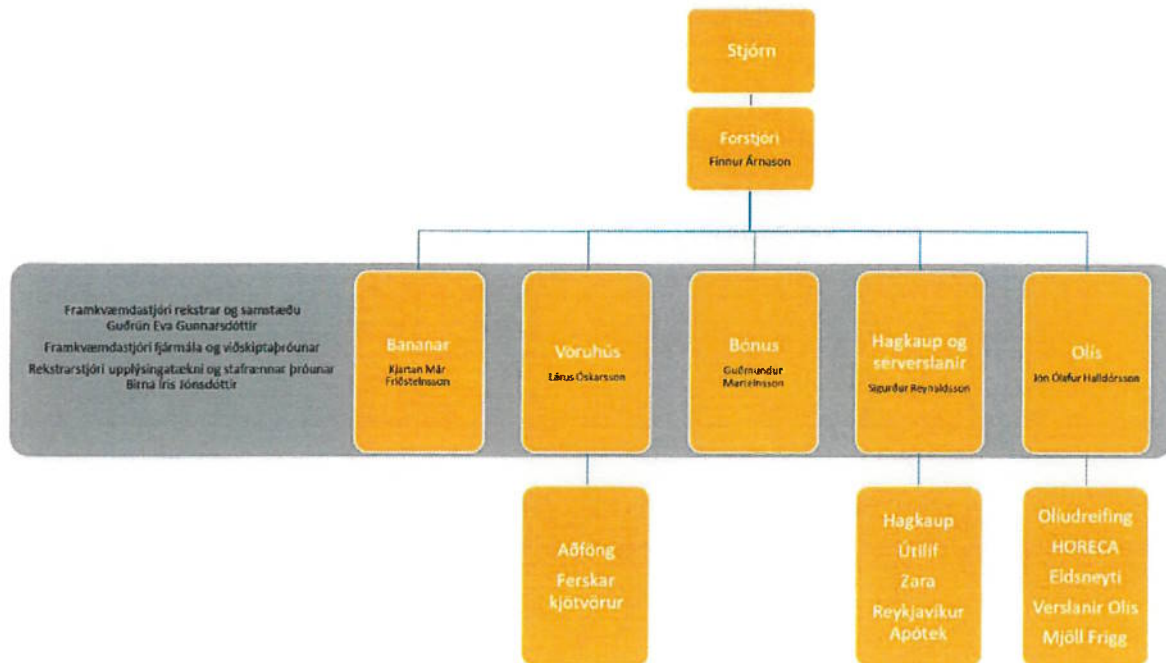 Stjórn
Forstjóri
Finnur Árnason
Framkvæmdastjóri rekstrar og samstæðu
Guðrún Eva Gunnarsdóttir
Framkvæmdastjóri fjármála og viðskiptaþróunar
Rekstrarstjóri upplýsingatækni og stafrænnar þróunar
Birna Íris Jónsdóttir
Bananar
Kjartan Már
Friðsteinsson
Vöruhús
Lárus Óskarsson
Bónus
Guðmundur
Marteinsson
Hagkaup og
serverslanir
Sigurður Reynaldsson
Olís
Jón Ólafur Halldórsson
Aðföng
Ferskar
kjötvörur
Hagkaup
Útilíf
Zara
Reykjavíkur
Apótek
Olíudreifing
HORECA
Eldsneyti
Verslanir Olís
Mjöll Frigg